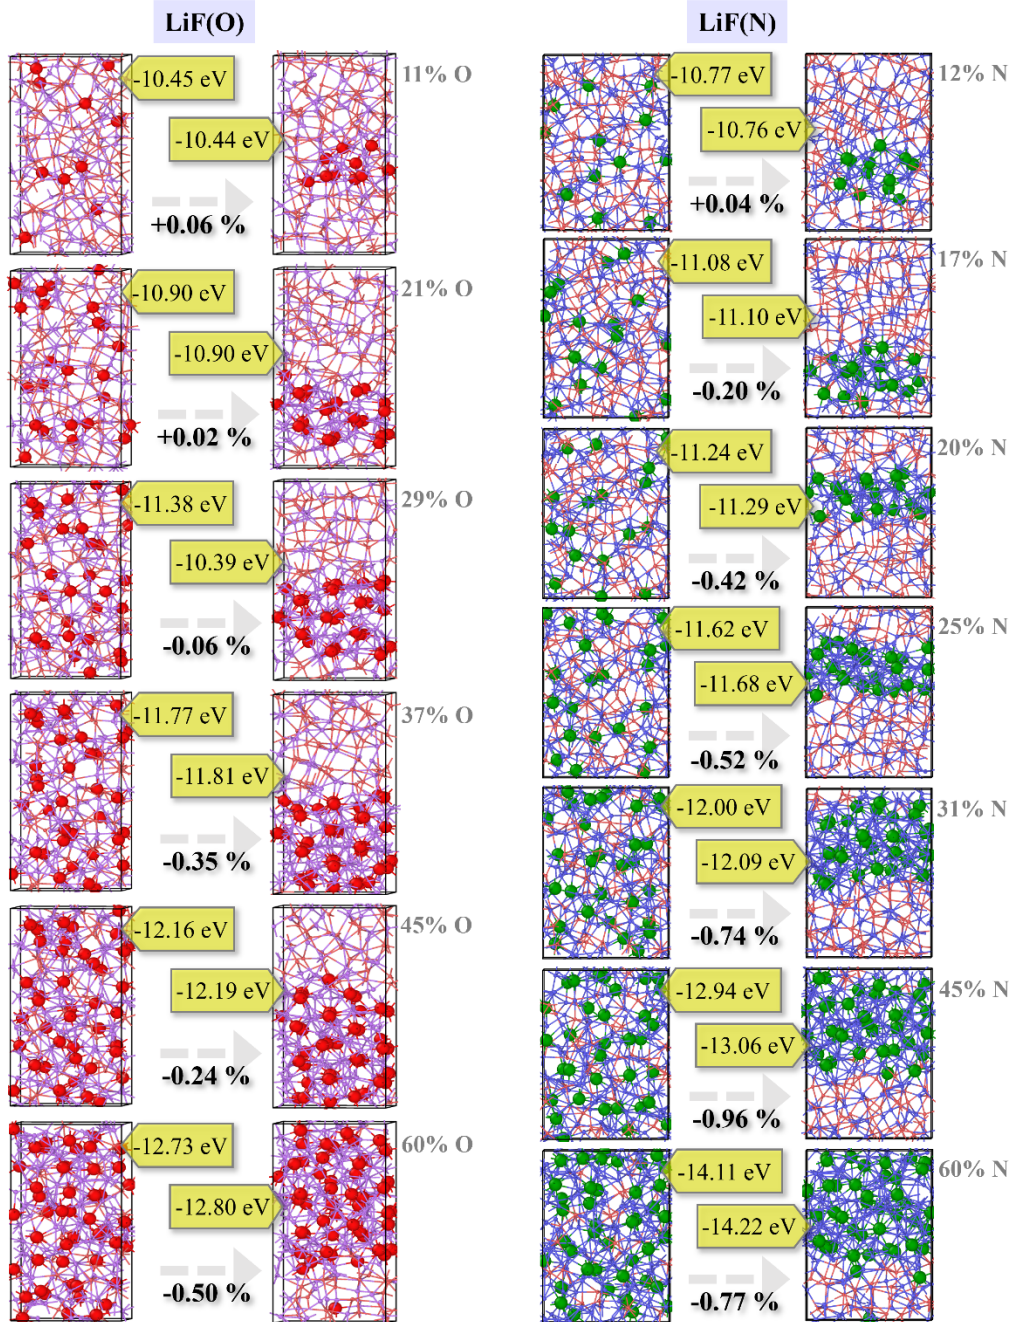 LiF(O)
-10.45 eV
11% O
-10.44 eV
+0.06 %
-10.90 eV
21% O
-10.90 eV
+0.02 %
-11.38 eV
29% O
-10.39 eV
-0.06 %
-11.77 eV
37% O
-11.81 eV
-0.35 %
-12.16 eV
45% O
-12.19 eV
-0.24 %
-12.73 eV
60% O
-12.80 eV
-0.50 %
LiF(N)
-10.77 eV
12% N
-10.76 eV
+0.04 %
-11.08 eV
17% N
-11.10 eV
-0.20 %
-11.24 eV
20% N
-11.29 eV
-0.42 %
-11.62 eV
25% N
-11.68 eV
-0.52 %
-12.00 eV
31% N
-12.09 eV
-0.74 %
-12.94 eV
45% N
-13.06 eV
-0.96 %
-14.11 eV
60% N
-14.22 eV
-0.77 %